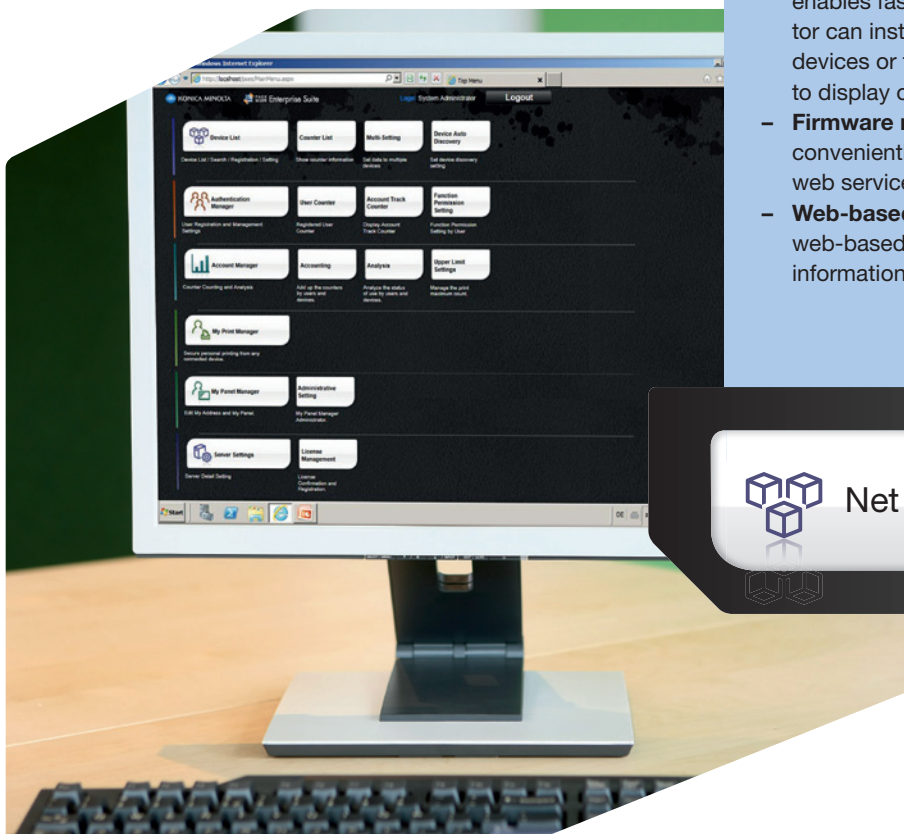 enables fas
tor can inst
devices or
to display
– Firmware
convenient
web service
– Web-based
web-based
information
Windows Internet Explorer
http://localhost/pwes/MainMenu.aspx
Top Menu
KONICA MINOLTA
Enterprise Suite
Login System Administrator
Logout
Device List
Counter List
Multi-Setting
Device Auto
Discovery
Device List / Search / Registration / Setting
Show counter information
Set data to multiple
devices
Set device discovery
setting
Authentication
Manager
User Counter
Account Track
Counter
Function
Permission
Setting
User Registration and Management
Settings
Registered User
Counter
Display Account
Track Counter
Function Permission
Setting by User
Account Manager
Accounting
Analysis
Upper Limit
Settings
Counter Counting and Analysis
Add up the counters
by users and
devices.
Analyze the status
of use by users and
devices.
Manage the print
maximum count.
My Print Manager
Secure personal printing from any
connected device.
My Panel Manager
Administrative
Setting
Edit My Address and My Panel.
My Panel Manager
Administrator.
Server Settings
License
Management
Server Detail Setting
License
Confirmation and
Registration.
Start
DE
Net